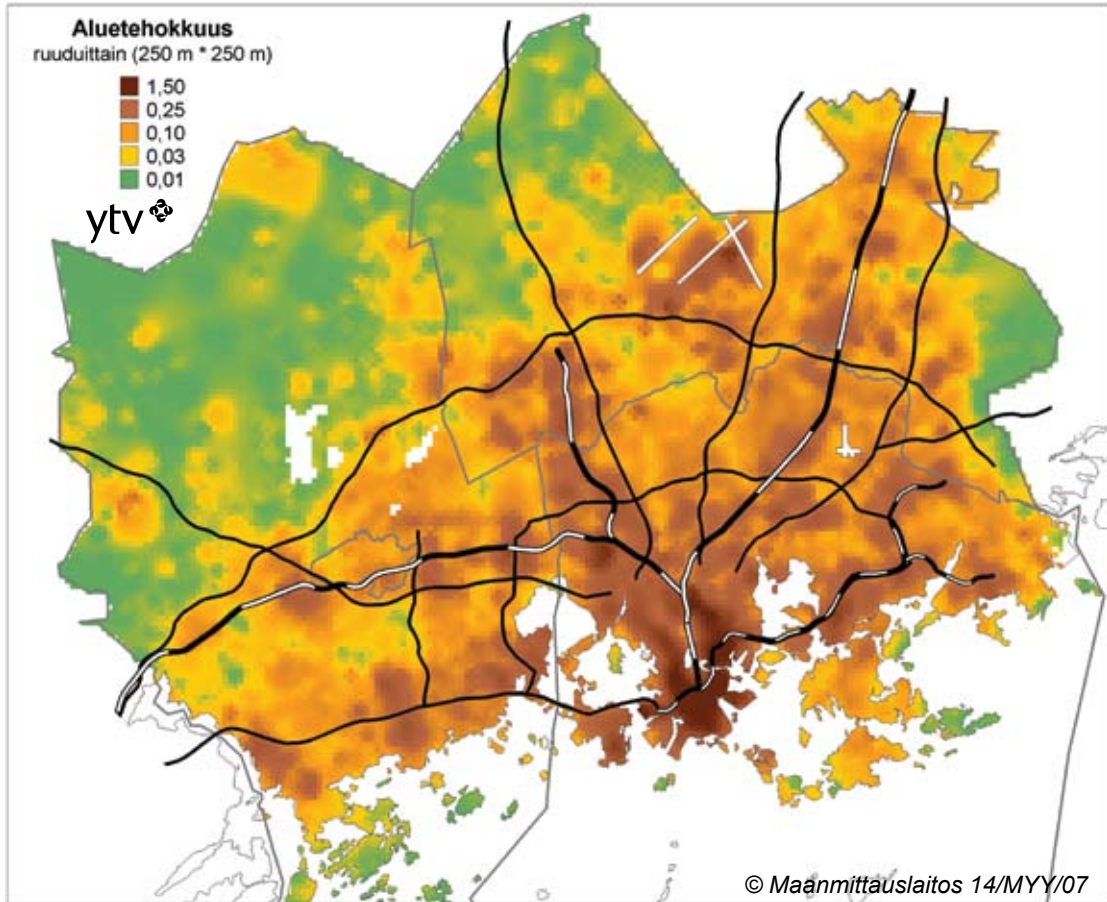 Aluetehokkuus
ruuduittain (250 m * 250 m)
1,50
0,25
0,10
0,03
0,01
ytv
© Maanmittauslaitos 14/MYY/07